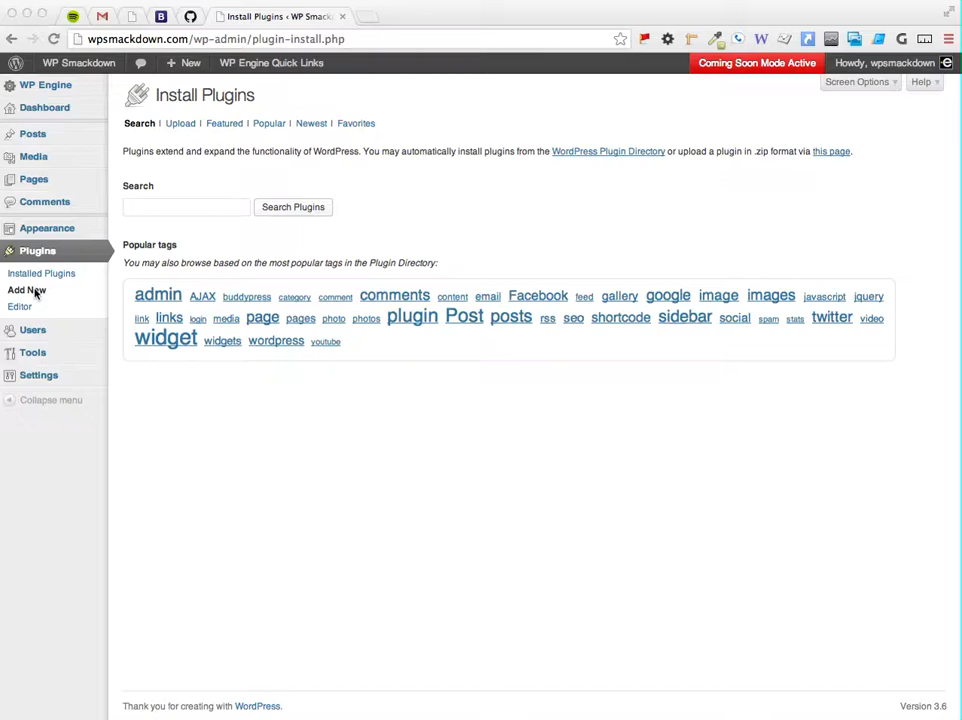 Install Plugins ‹ WP Smack
wpsmackdown.com/wp-admin/plugin-install.php
WP Smackdown + New WP Engine Quick Links Coming Soon Mode Active Howdy, wpsmackdown
WP Engine
Dashboard
Posts
Media
Pages
Comments
Appearance
Plugins
Installed Plugins
Add New
Editor
Users
Tools
Settings
Collapse menu
Screen Options Help
Install Plugins
Search | Upload | Featured | Popular | Newest | Favorites
Plugins extend and expand the functionality of WordPress. You may automatically install plugins from the WordPress Plugin Directory or upload a plugin in .zip format via this page.
Search
Search Plugins
Popular tags
You may also browse based on the most popular tags in the Plugin Directory:
admin AJAX buddypress category comment comments content email Facebook feed gallery google image images javascript jquery
link links login media page pages photo photos plugin Post posts rss seo shortcode sidebar social spam stats twitter video
widget widgets wordpress youtube
Thank you for creating with WordPress. Version 3.6